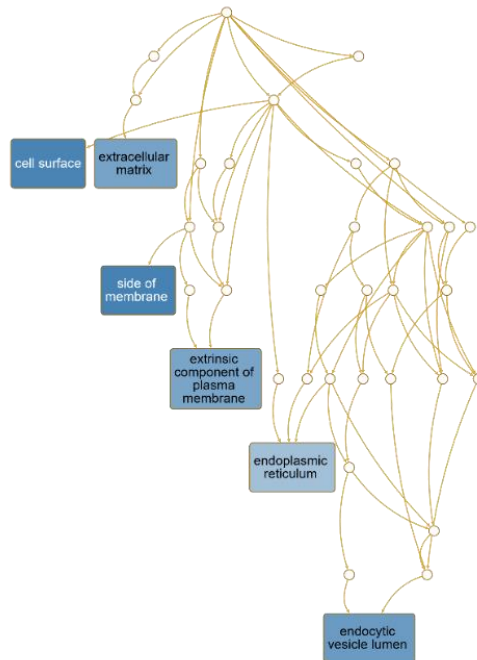 cell surface
extracellular
matrix
side of
membrane
extrinsic
component of
plasma
membrane
endoplasmic
reticulum
endocytic
vesicle lumen